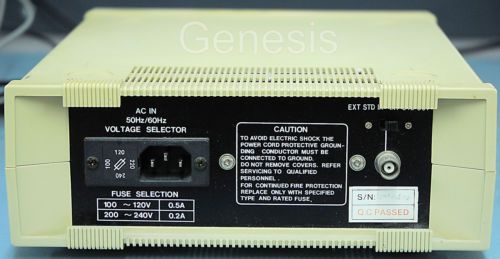 Genesis
AC IN
50Hz/60Hz
VOLTAGE SELECTOR
120
100
220
240
FUSE SELECTION
100 ～ 120V 0.5A
200 ～ 240V 0.2A
CAUTION
TO AVOID ELECTRIC SHOCK THE
POWER CORD PROTECTIVE GROUN-
DING CONDUCTOR MUST BE
CONNECTED TO GROUND.
DO NOT REMOVE COVERS. REFER
SERVICING TO QUALIFIED
PERSONNEL.
FOR CONTINUED FIRE PROTECTION
REPLACE ONLY WITH SPECIFIED
TYPE AND RATED FUSE.
EXT STD
S/N:
Q.C PASSED